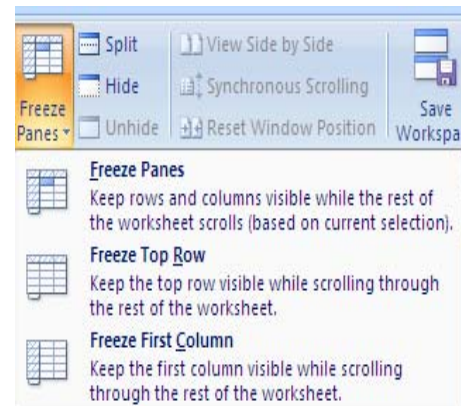 Split
View Side by Side
Hide
Synchronous Scrolling
Freeze Panes
Unhide
Reset Window Position
Save
Workspa
Freeze Panes
Keep rows and columns visible while the rest of
the worksheet scrolls (based on current selection).
Freeze Top Row
Keep the top row visible while scrolling through
the rest of the worksheet.
Freeze First Column
Keep the first column visible while scrolling
through the rest of the worksheet.